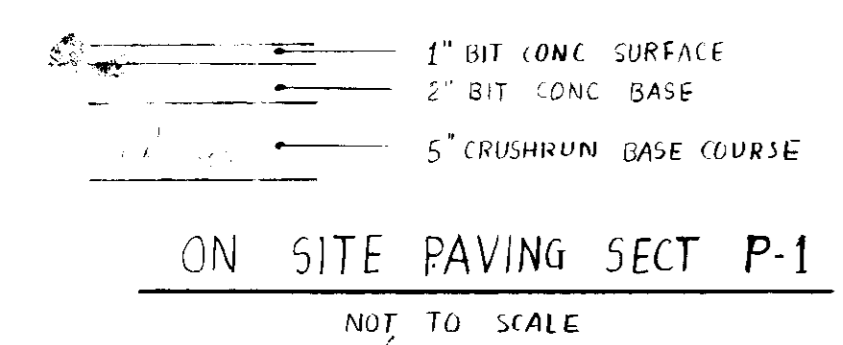 1" BIT CONC SURFACE
2" BIT CONC BASE
5" CRUSHRUN BASE COURSE
ON SITE PAVING SECT P-1
NOT TO SCALE